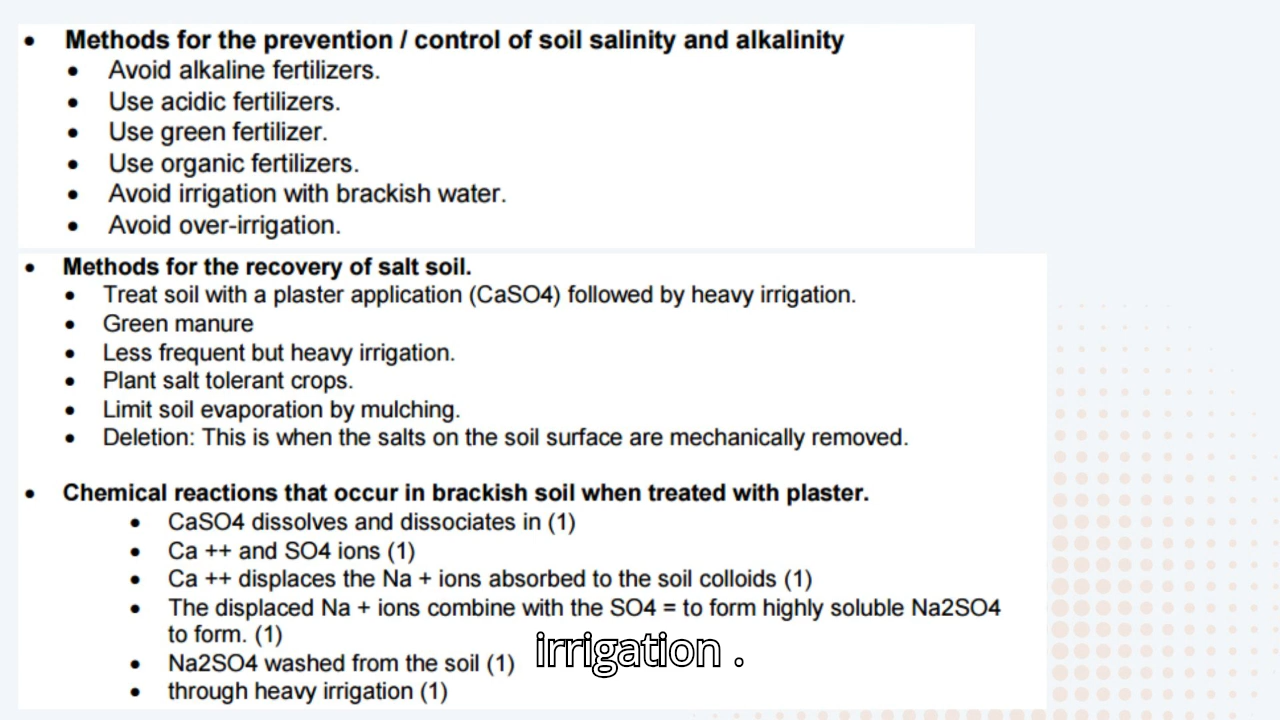 • Methods for the prevention / control of soil salinity and alkalinity
• Avoid alkaline fertilizers.
• Use acidic fertilizers.
• Use green fertilizer.
• Use organic fertilizers.
• Avoid irrigation with brackish water.
• Avoid over-irrigation.
• Methods for the recovery of salt soil.
• Treat soil with a plaster application (CaSO4) followed by heavy irrigation.
• Green manure
• Less frequent but heavy irrigation.
• Plant salt tolerant crops.
• Limit soil evaporation by mulching.
• Deletion: This is when the salts on the soil surface are mechanically removed.
• Chemical reactions that occur in brackish soil when treated with plaster.
• CaSO4 dissolves and dissociates in (1)
• Ca ++ and SO4 ions (1)
• Ca ++ displaces the Na + ions absorbed to the soil colloids (1)
• The displaced Na + ions combine with the SO4 = to form highly soluble Na2SO4
to form. (1)
• Na2SO4 washed from the soil (1)
• through heavy irrigation (1)
irrigation .